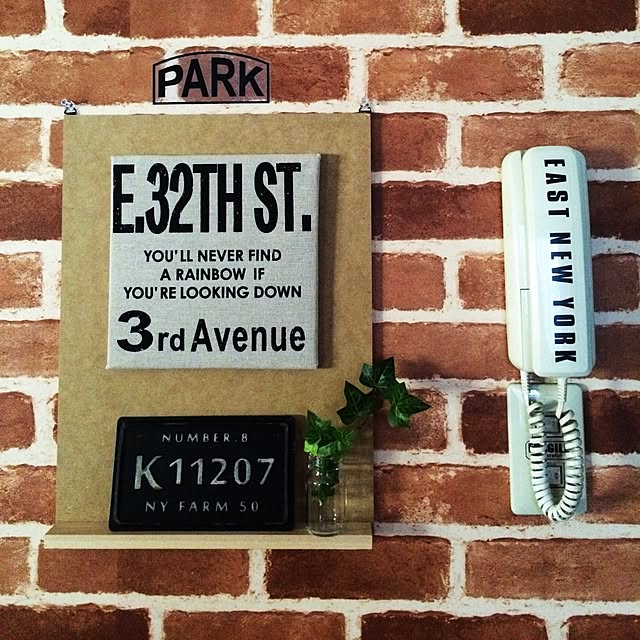 PARK
E.32TH ST.
YOU'LL NEVER FIND
A RAINBOW IF
YOU'RE LOOKING DOWN
3rd Avenue
NUMBER.8
K11207
NY FARM 50
EAST NEW YORK